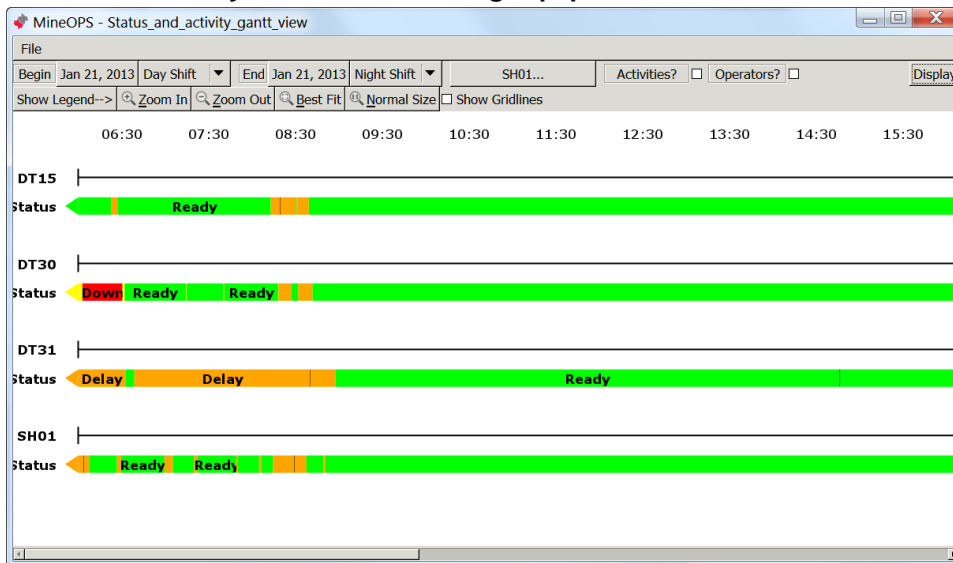 MineOPS - Status_and_activity_gantt_view
File
Begin Jan 21, 2013 Day Shift End Jan 21, 2013 Night Shift SH01... Activities? Operators? Display
Show Legend--> Zoom In Zoom Out Best Fit Normal Size Show Gridlines
06:30 07:30 08:30 09:30 10:30 11:30 12:30 13:30 14:30 15:30
DT15
Status Ready
DT30
Status Down Ready Ready
DT31
Status Delay Delay Ready
SH01
Status Ready Ready